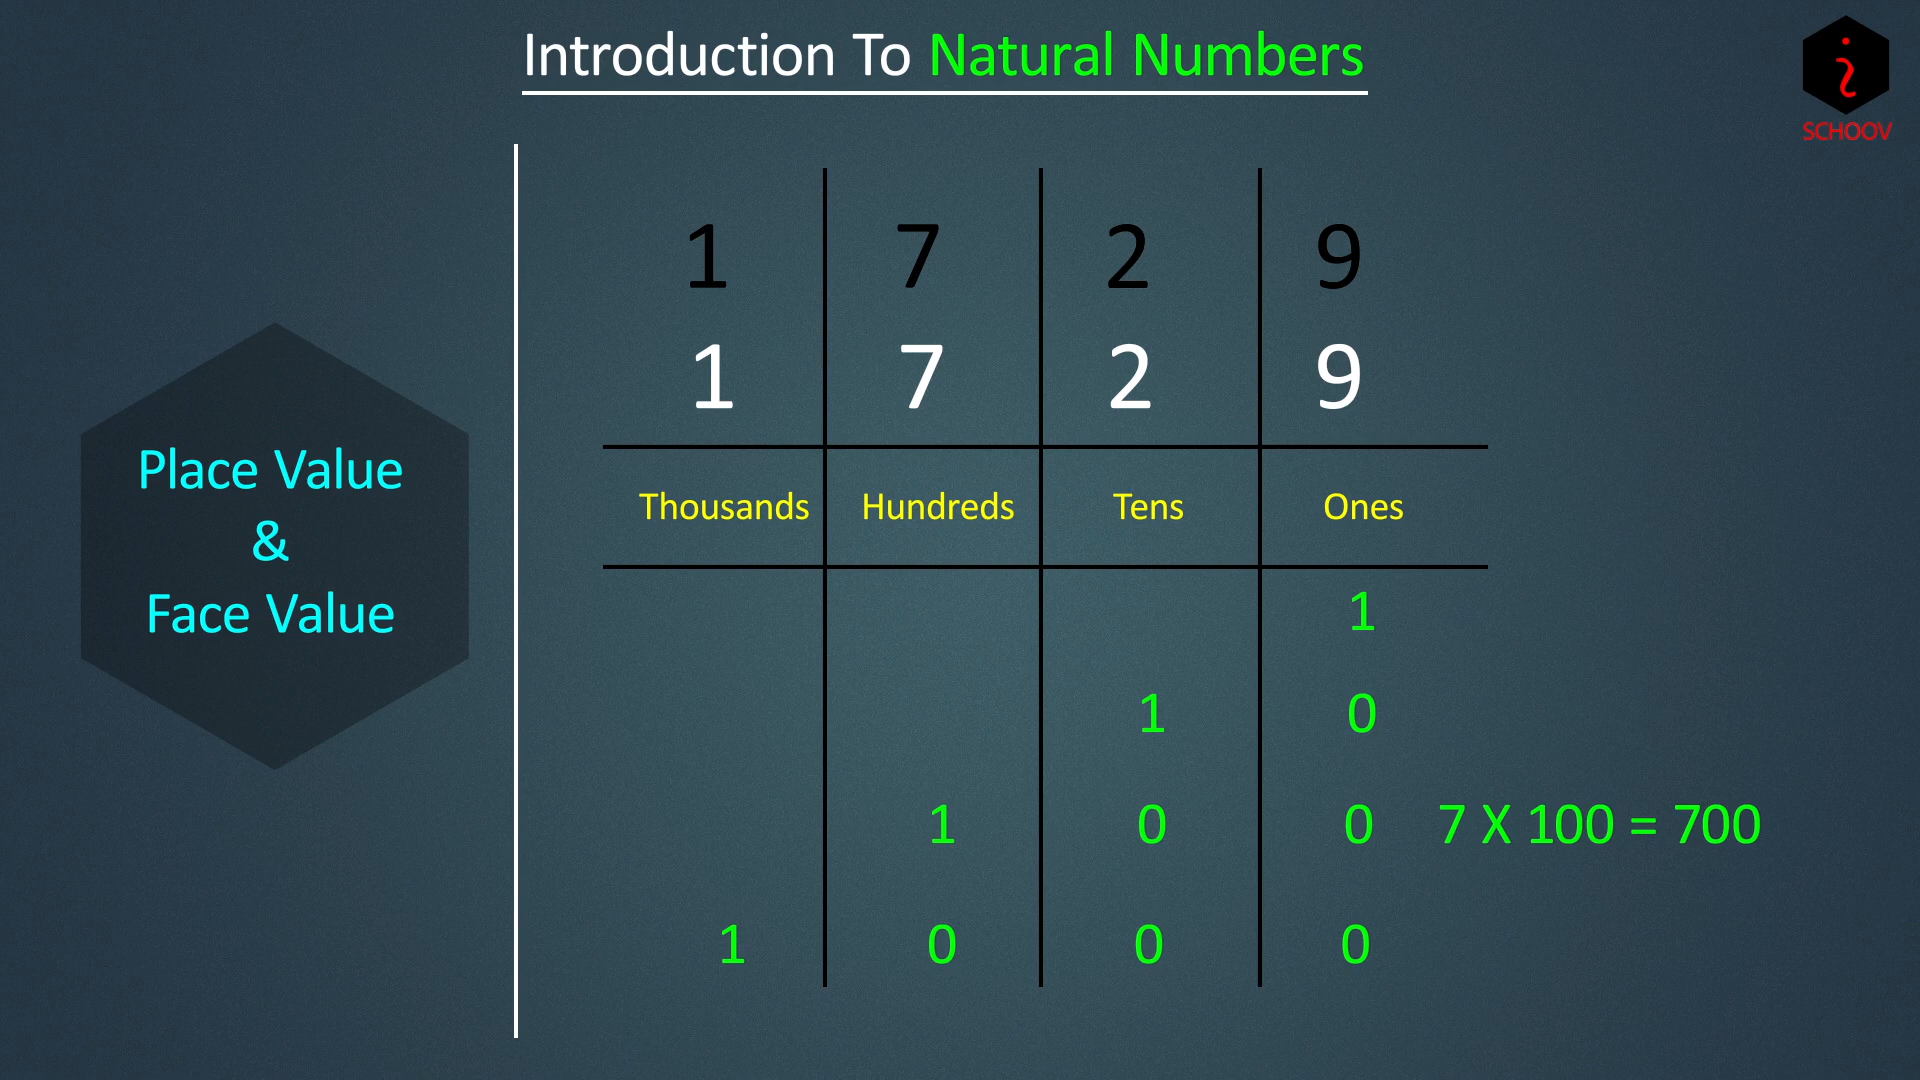 Introduction To Natural Numbers
SCHOOV
1 7 2 9
1 7 2 9
Place Value
&
Face Value
Thousands Hundreds Tens Ones
1
1 0
1 0 0 7 X 100 = 700
1 0 0 0